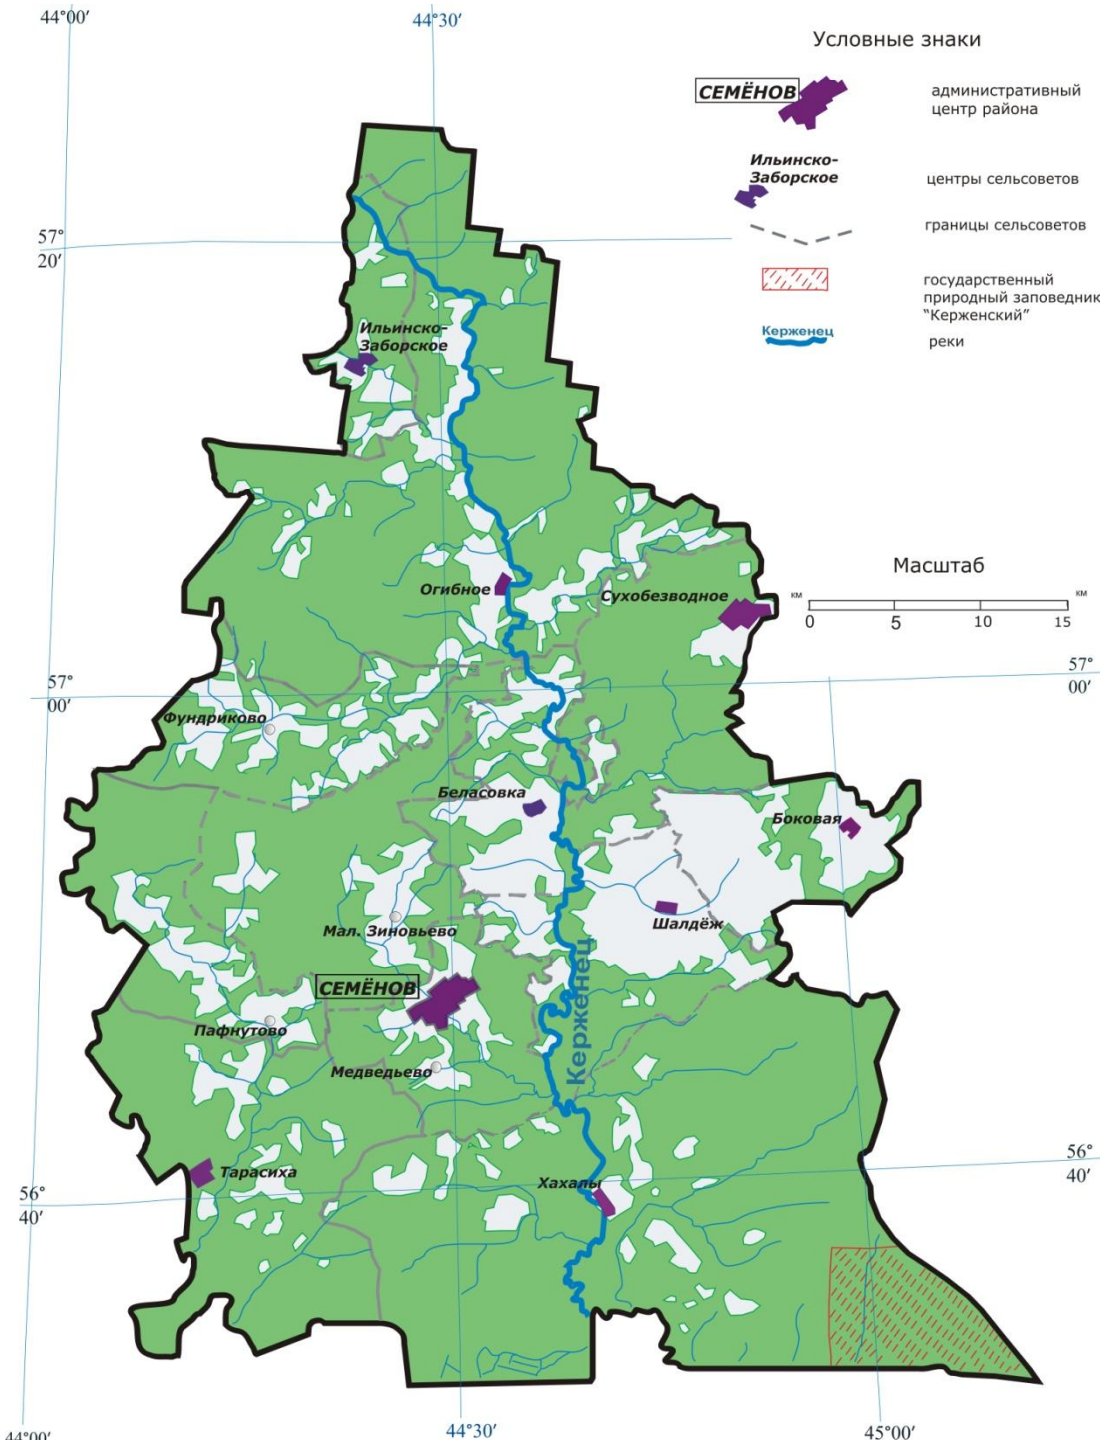 44°00′
44°30′
Условные знаки
СЕМЁНОВ
административный
центр района
Ильинско-
Заборское
центры сельсоветов
границы сельсоветов
государственный
природный заповедник
"Керженский"
Керженец
реки
57°
20′
Ильинско-
Заборское
Масштаб
км
км
0
5
10
15
Огибное
Сухобезводное
57°
00′
57°
00′
Фундриково
Беласовка
Боковая
Мал. Зиновьево
Шалдёж
СЕМЁНОВ
Керженец
Пафнутово
Медведьево
Тарасиха
Хахалы
56°
40′
56°
40′
44°00′
44°30′
45°00′